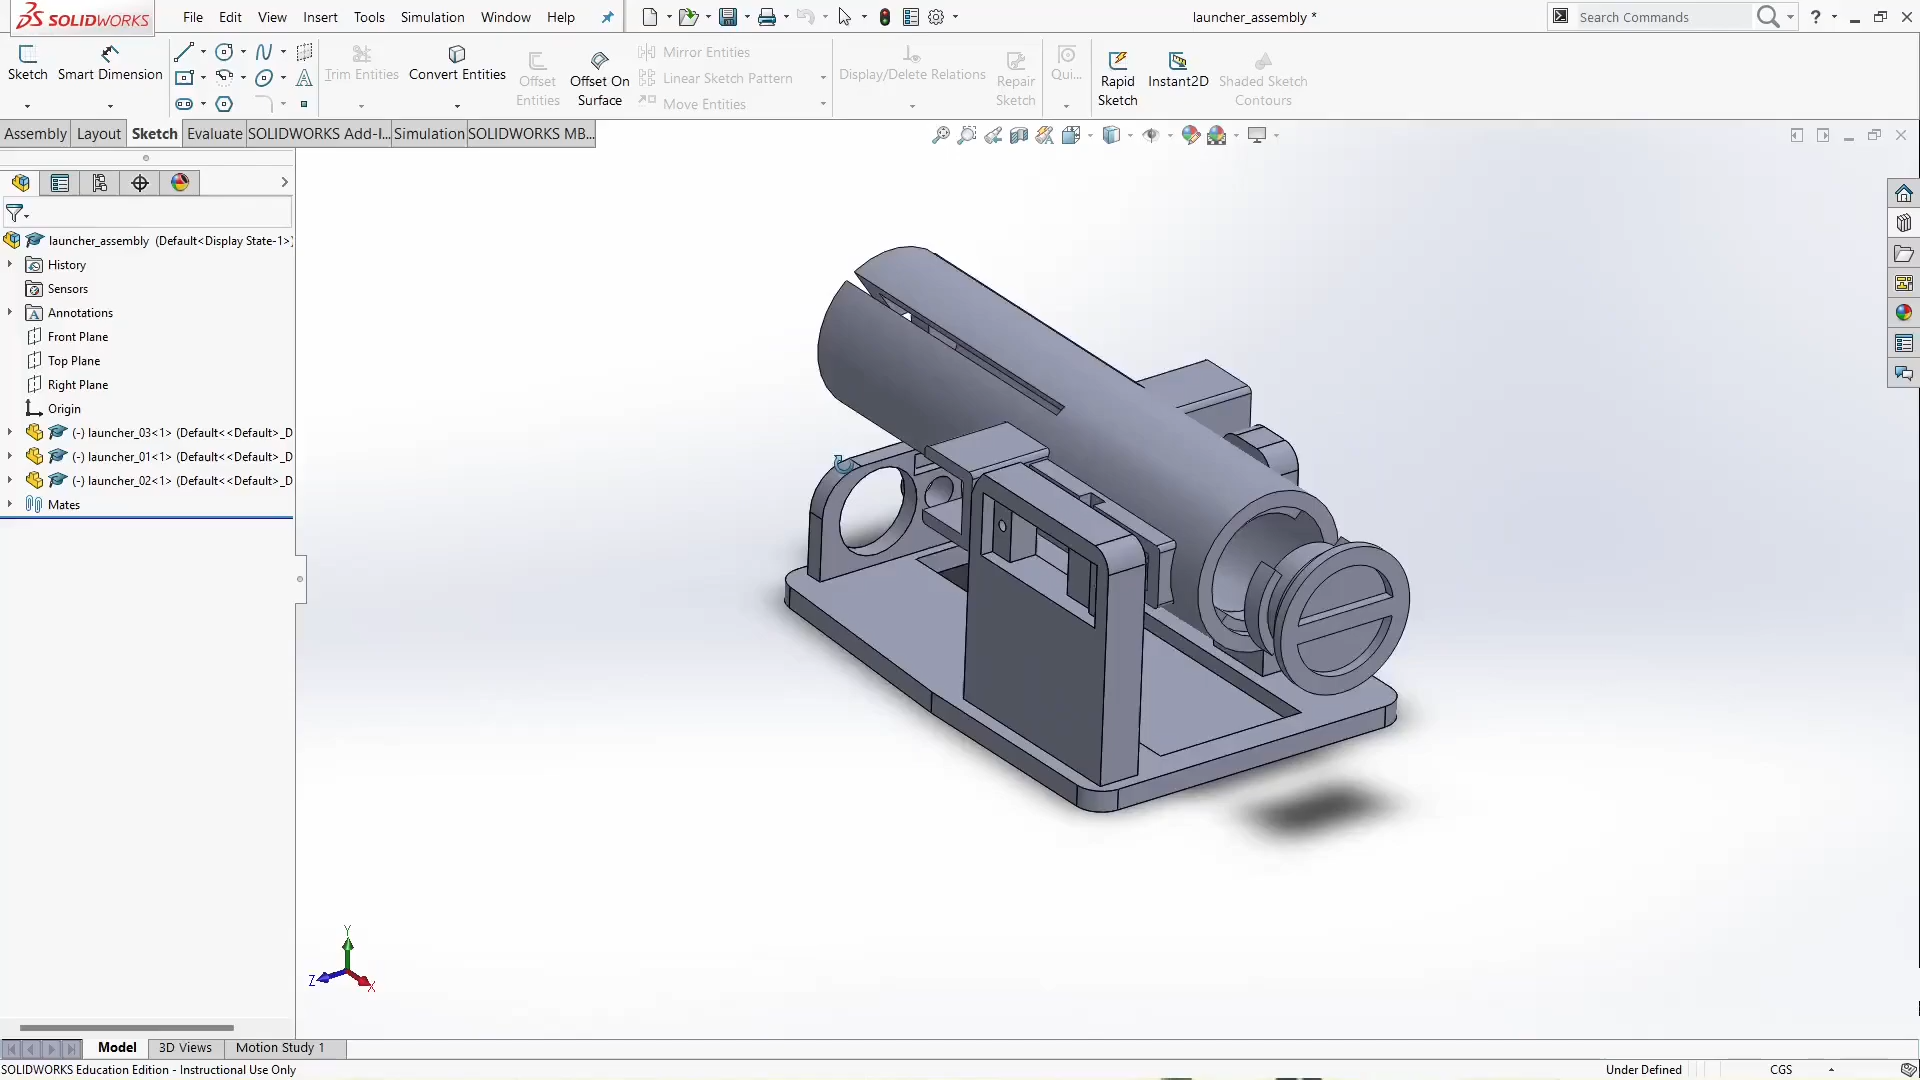 SOLIDWORKS File Edit View Insert Tools Simulation Window Help launcher_assembly * Search Commands ?
Sketch Smart Dimension Trim Entities Convert Entities Offset Entities Offset On Surface Mirror Entities Linear Sketch Pattern Move Entities Display/Delete Relations Repair Sketch Qui... Rapid Sketch Instant2D Shaded Sketch Contours
Assembly Layout Sketch Evaluate SOLIDWORKS Add-I... Simulation SOLIDWORKS MB...
launcher_assembly (Default<Display State-1>)
History
Sensors
A Annotations
Front Plane
Top Plane
Right Plane
Origin
(-) launcher_03<1> (Default<<Default>_D
(-) launcher_01<1> (Default<<Default>_D
(-) launcher_02<1> (Default<<Default>_D
Mates
Y
Z X
Model 3D Views Motion Study 1
SOLIDWORKS Education Edition - Instructional Use Only Under Defined CGS